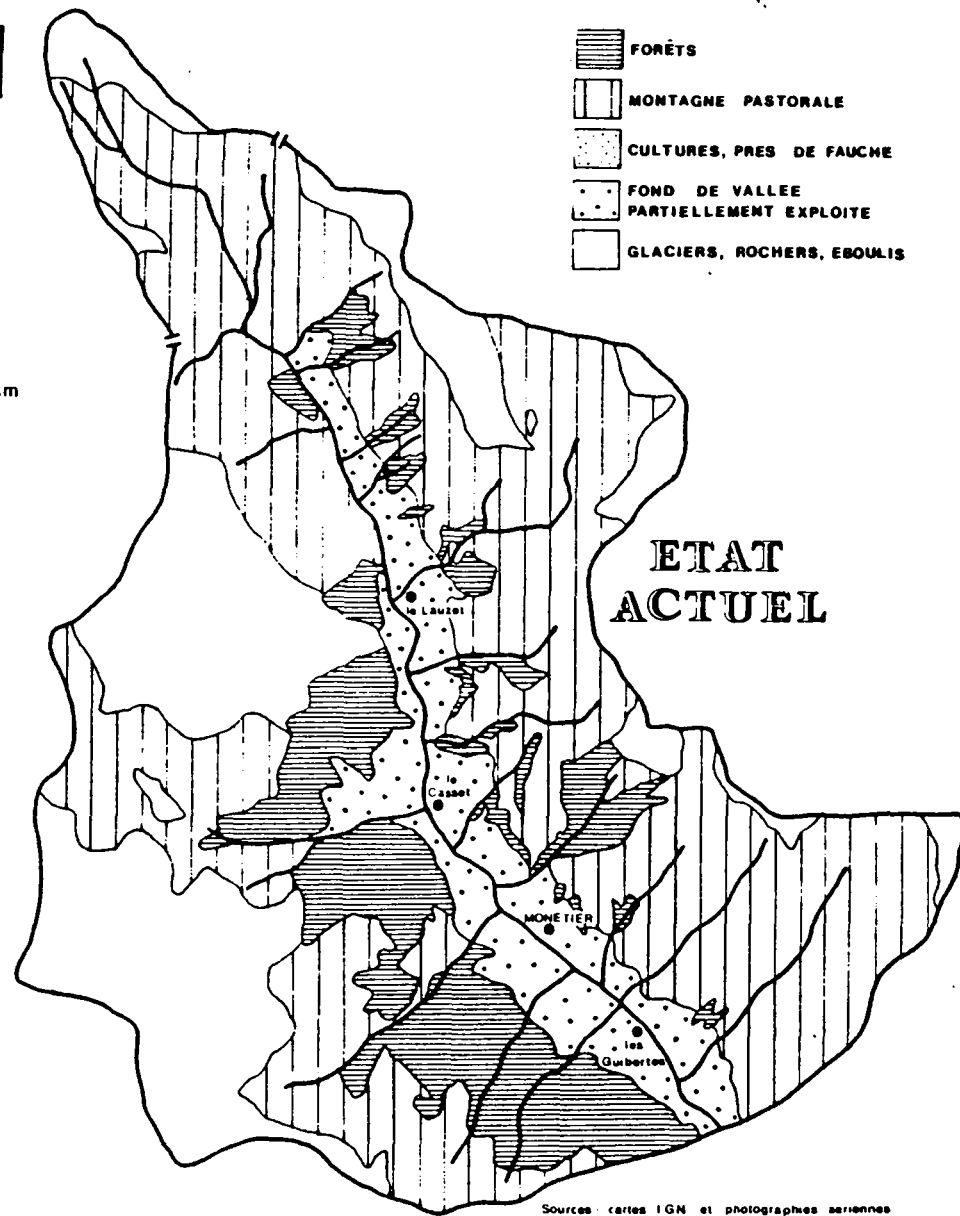 FORÊTS
MONTAGNE PASTORALE
CULTURES, PRES DE FAUCHE
FOND DE VALLEE
PARTIELLEMENT EXPLOITE
GLACIERS, ROCHERS, EBOULIS
m
ETAT
ACTUEL
le Lauzet
le
Casset
MONÊTIER
les
Guibertes
Sources cartes IGN et photographies aeriennes